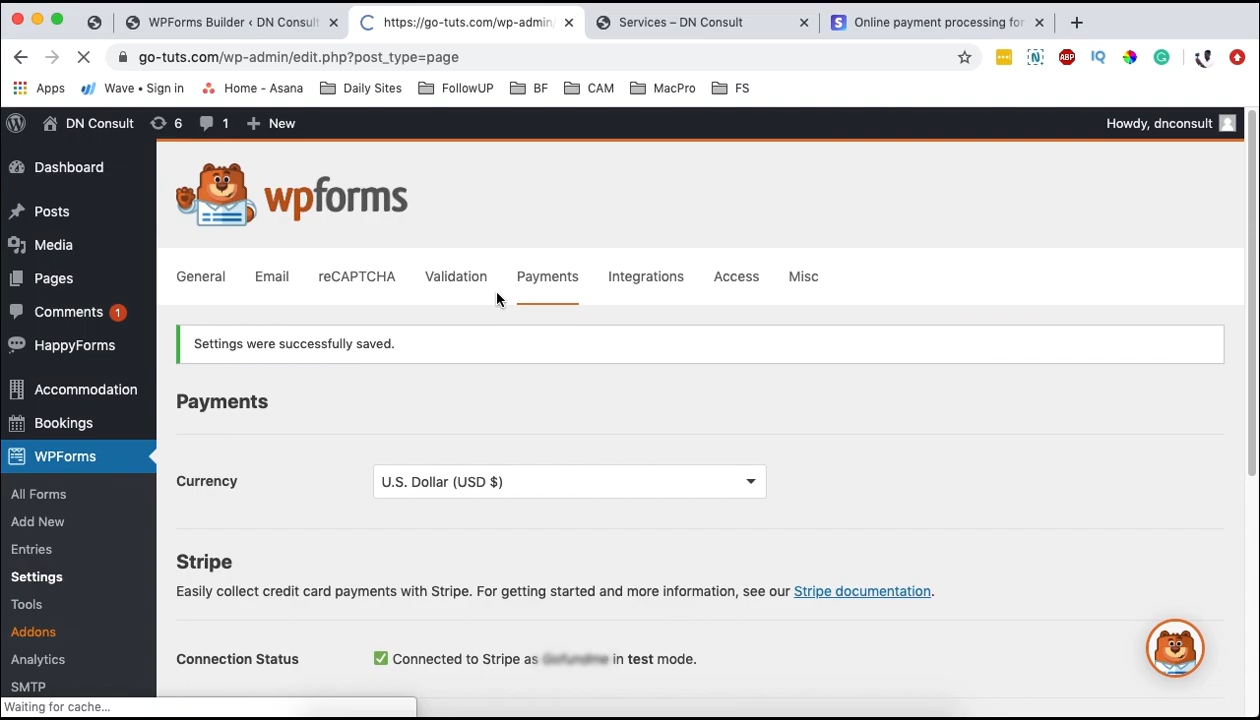 WPForms Builder ‹ DN Consult
https://go-tuts.com/wp-admin/
Services – DN Consult
Online payment processing for
go-tuts.com/wp-admin/edit.php?post_type=page
Apps
Wave • Sign in
Home - Asana
Daily Sites
FollowUP
BF
CAM
MacPro
FS
DN Consult
6
1
New
Howdy, dnconsult
Dashboard
Posts
Media
Pages
Comments 1
HappyForms
Accommodation
Bookings
WPForms
All Forms
Add New
Entries
Settings
Tools
Addons
Analytics
SMTP
wpforms
General
Email
reCAPTCHA
Validation
Payments
Integrations
Access
Misc
Settings were successfully saved.
Payments
Currency
U.S. Dollar (USD $)
Stripe
Easily collect credit card payments with Stripe. For getting started and more information, see our Stripe documentation.
Connection Status
Connected to Stripe as in test mode.
Waiting for cache...